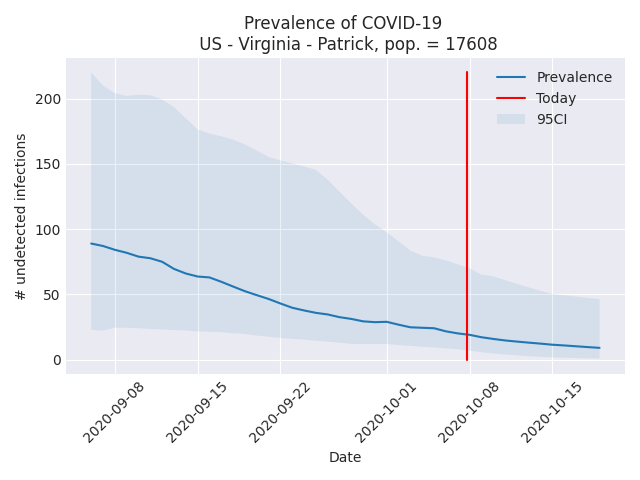 Prevalence of COVID-19
US - Virginia - Patrick, pop. = 17608
Prevalence
Today
95CI
200
150
100
50
0
# undetected infections
2020-09-08
2020-09-15
2020-09-22
2020-10-01
2020-10-08
2020-10-15
Date